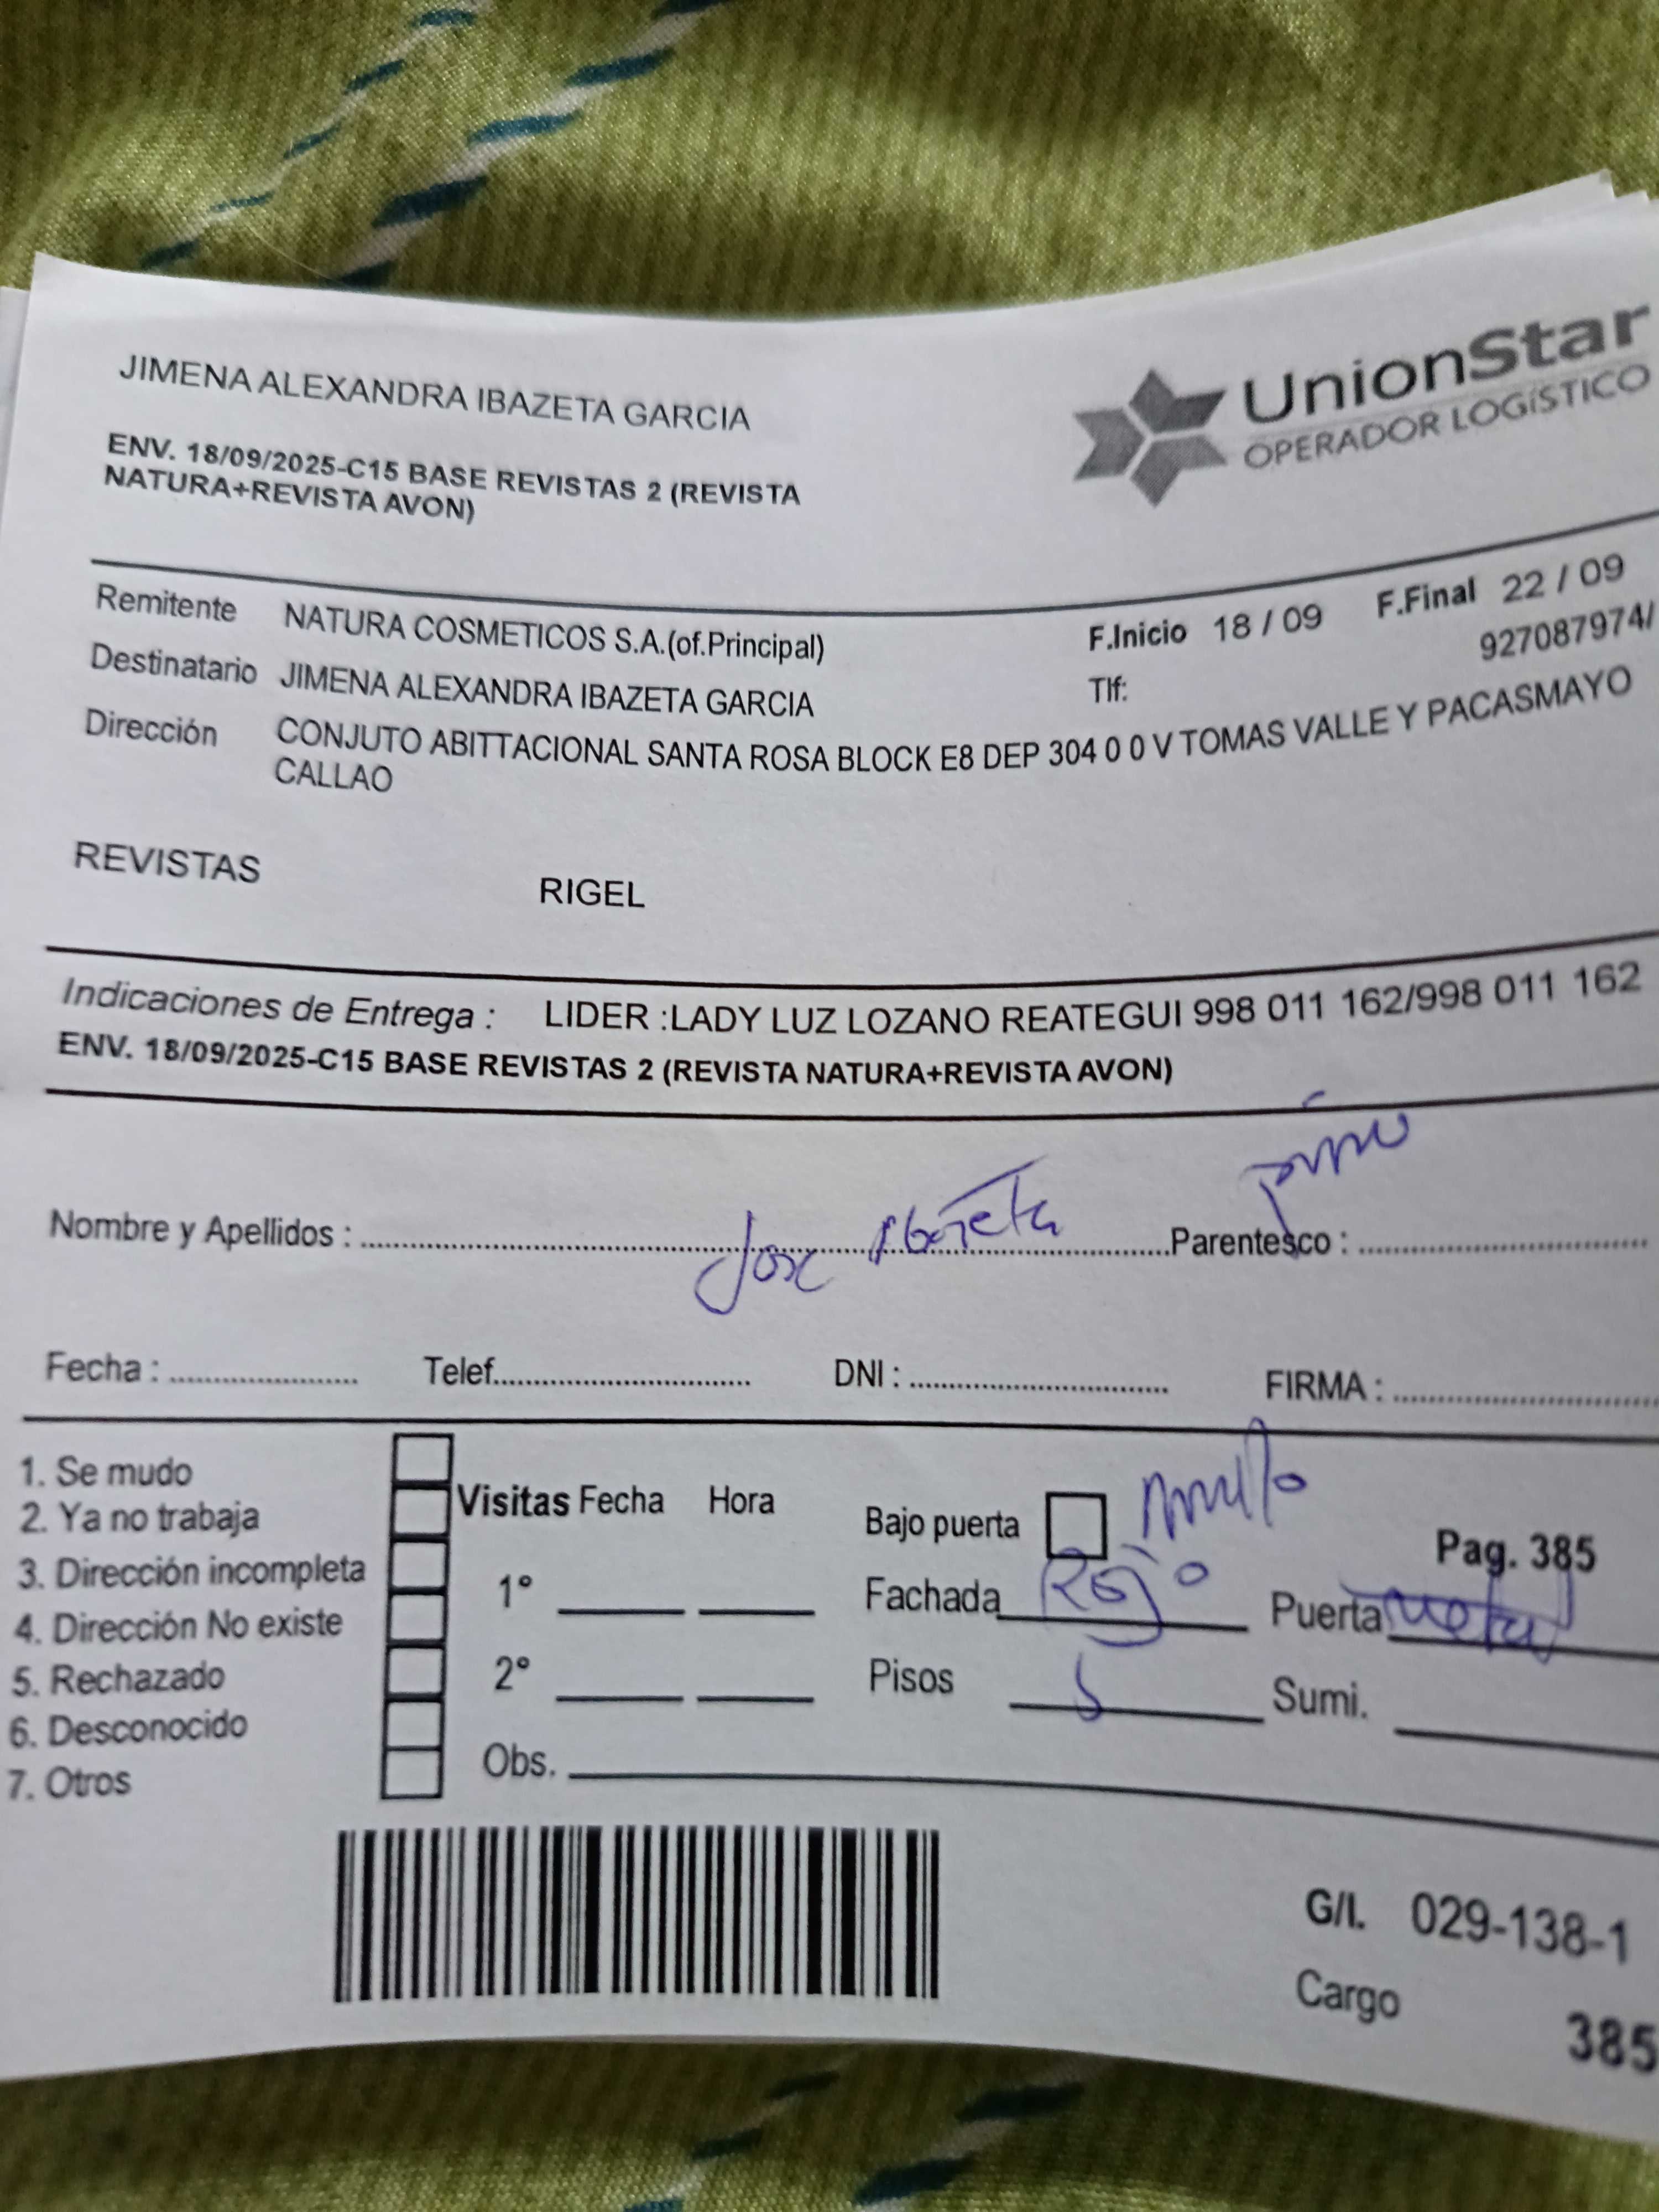 JIMENA ALEXANDRA IBAZETA GARCIA
UnionStar
OPERADOR LOGíSTICO
ENV. 18/09/2025-C15 BASE REVISTAS 2 (REVISTA
NATURA+REVISTA AVON)
Remitente NATURA COSMETICOS S.A.(of.Principal) F.Inicio 18 / 09 F.Final 22 / 09
Destinatario JIMENA ALEXANDRA IBAZETA GARCIA Tlf: 927087974/
Dirección CONJUTO ABITTACIONAL SANTA ROSA BLOCK E8 DEP 304 0 0 V TOMAS VALLE Y PACASMAYO
CALLAO
REVISTAS RIGEL
Indicaciones de Entrega : LIDER :LADY LUZ LOZANO REATEGUI 998 011 162/998 011 162
ENV. 18/09/2025-C15 BASE REVISTAS 2 (REVISTA NATURA+REVISTA AVON)
Nombre y Apellidos : Jose Ibazeta Parentesco :
Fecha : Telef. DNI : FIRMA :
1. Se mudo
2. Ya no trabaja
3. Dirección incompleta
4. Dirección No existe
5. Rechazado
6. Desconocido
7. Otros
Visitas Fecha Hora
1°
2°
Obs.
Bajo puerta
Fachada Rojo Puerta metal
Pisos 5 Sumi.
Pag. 385
G/I. 029-138-1
Cargo 385